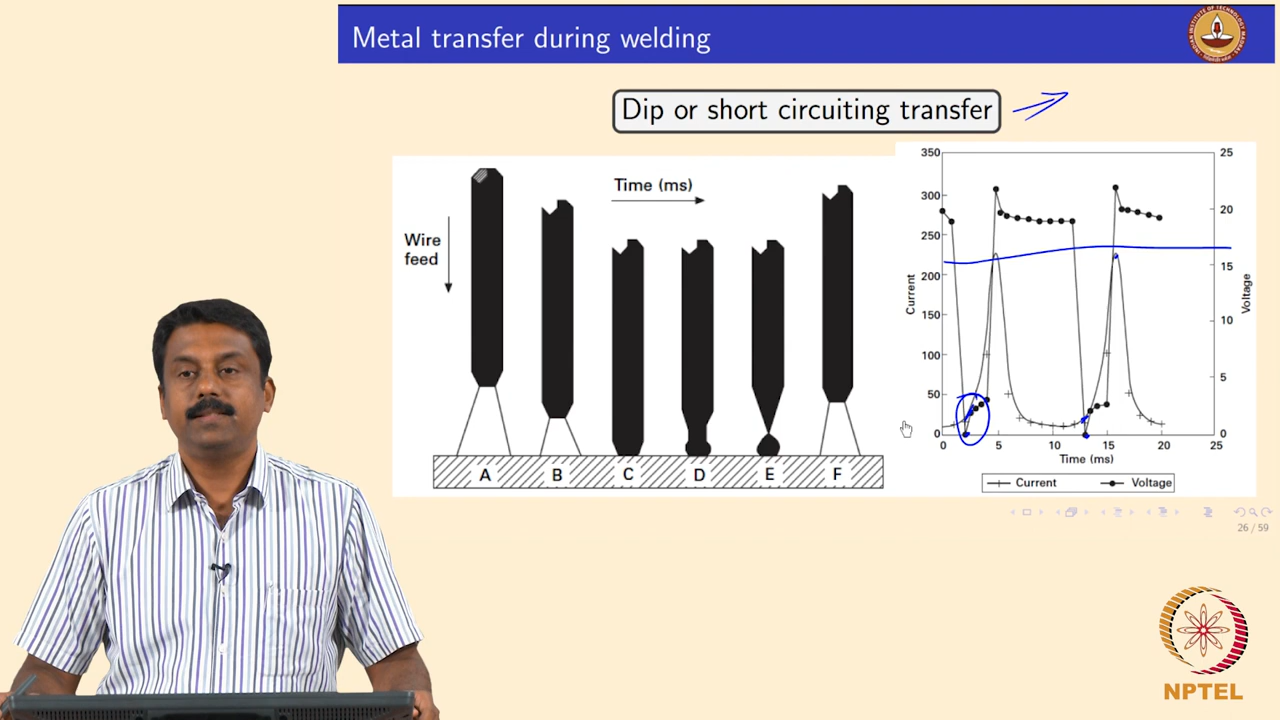 Metal transfer during welding
Dip or short circuiting transfer
Time (ms)
Wire
feed
A B C D E F
350
300
250
200
150
100
50
0
Current
25
20
15
10
5
0
Voltage
0 5 10 15 20 25
Time (ms)
Current Voltage
26 / 59
NPTEL